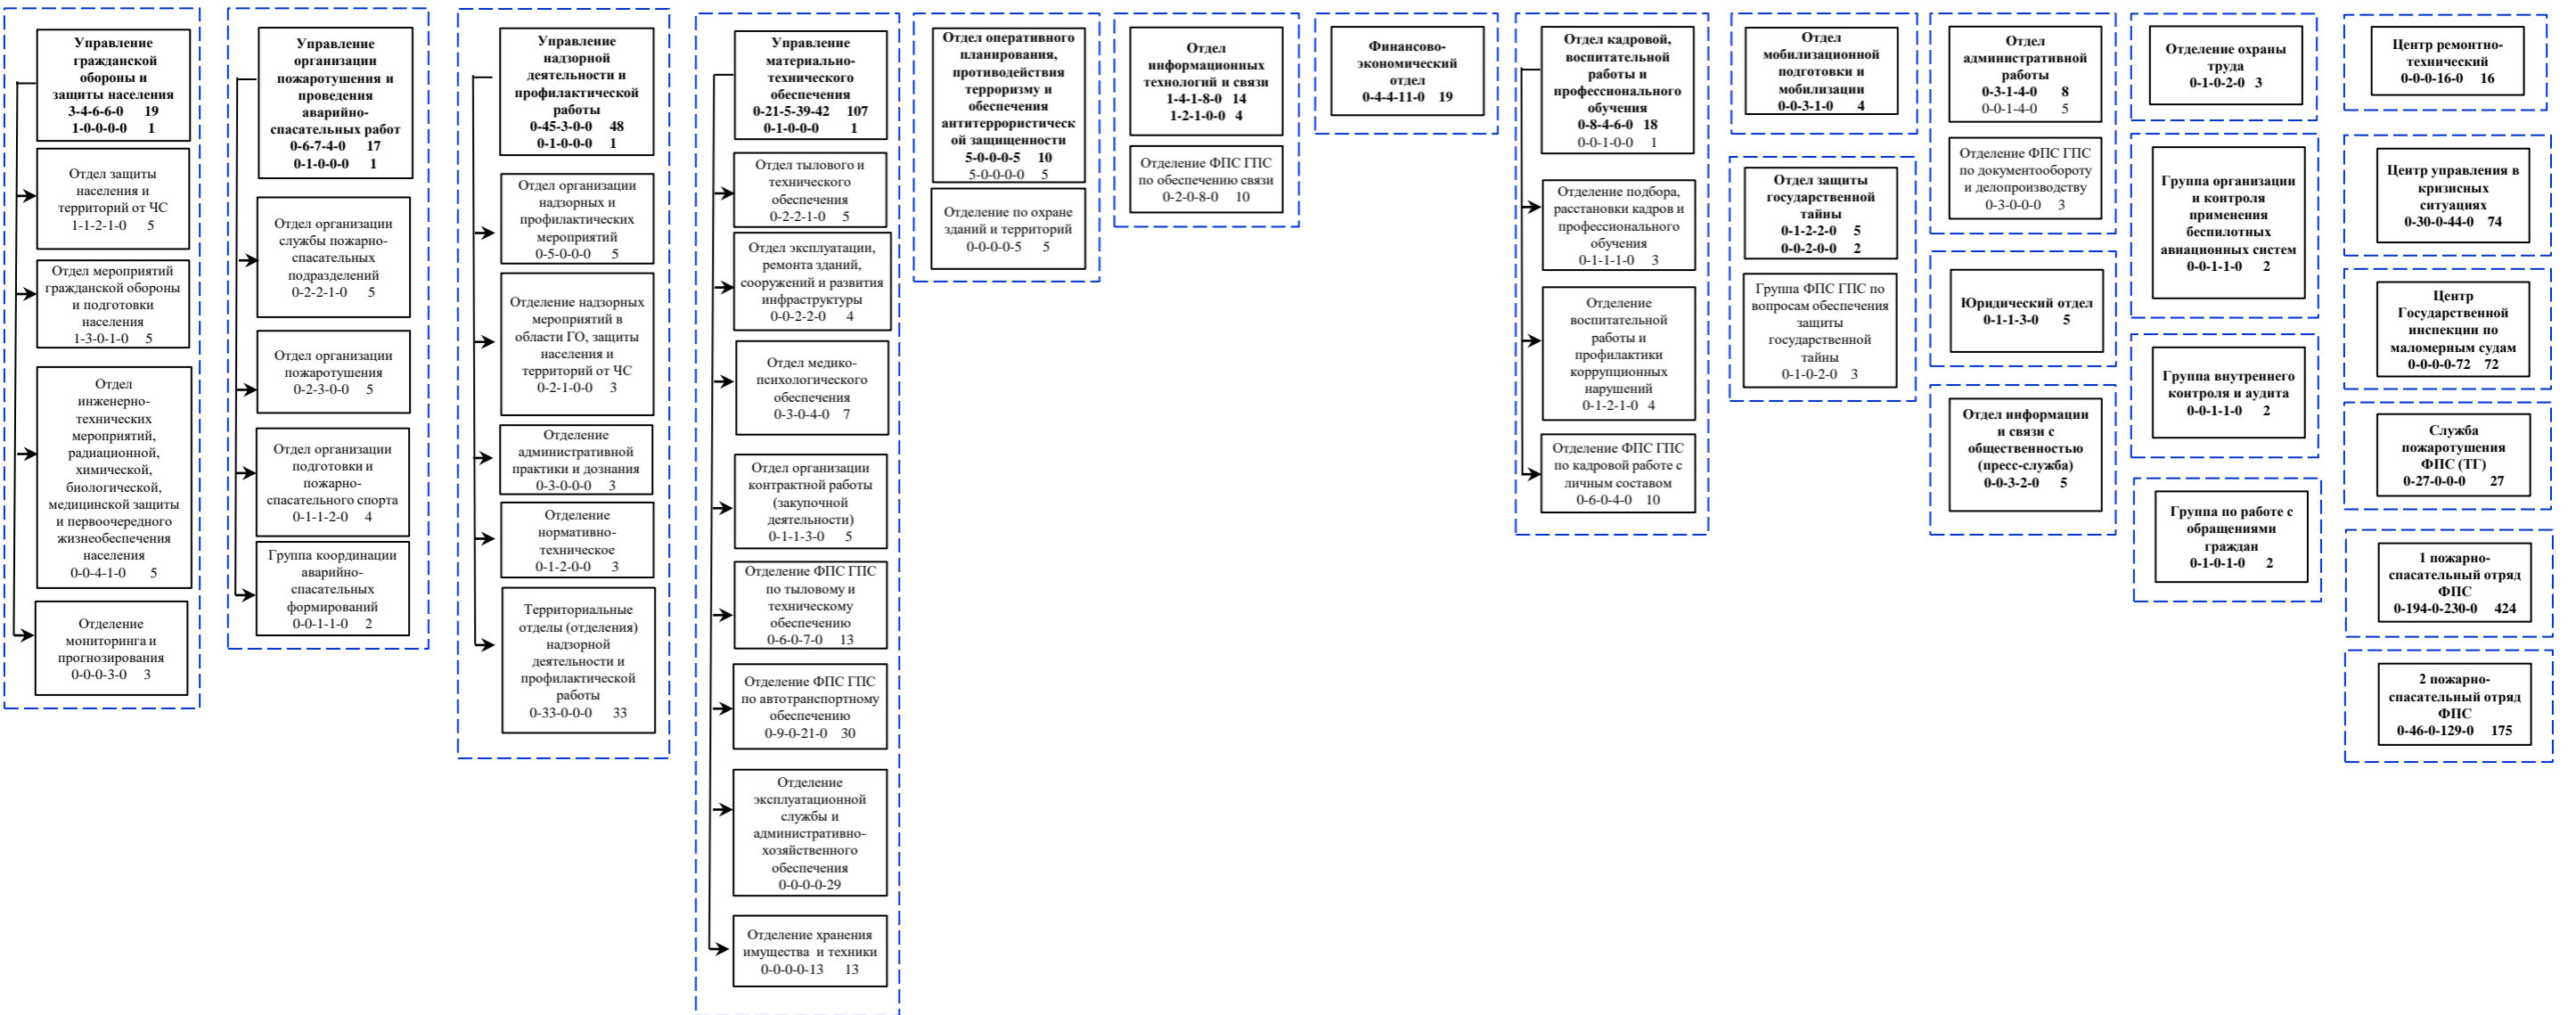 Управление
гражданской
обороны и
защиты населения
3-4-6-6-0 19
1-0-0-0-0 1
Отдел защиты
населения и
территорий от ЧС
1-1-2-1-0 5
Отдел мероприятий
гражданской обороны
и подготовки
населения
1-3-0-1-0 5
Отдел
инженерно-
технических
мероприятий,
радиационной,
химической,
биологической,
медицинской защиты
и первоочередного
жизнеобеспечения
населения
0-0-4-1-0 5
Отделение
мониторинга и
прогнозирования
0-0-0-3-0 3
Управление
организации
пожаротушения и
проведения
аварийно-
спасательных работ
0-6-7-4-0 17
0-1-0-0-0 1
Отдел организации
службы пожарно-
спасательных
подразделений
0-2-2-1-0 5
Отдел организации
пожаротушения
0-2-3-0-0 5
Отдел организации
подготовки и
пожарно-
спасательного спорта
0-1-1-2-0 4
Группа координации
аварийно-
спасательных
формирований
0-0-1-1-0 2
Управление
надзорной
деятельности и
профилактической
работы
0-45-3-0-0 48
0-1-0-0-0 1
Отдел организации
надзорных и
профилактических
мероприятий
0-5-0-0-0 5
Отделение надзорных
мероприятий в
области ГО, защиты
населения и
территорий от ЧС
0-2-1-0-0 3
Отделение
административной
практики и дознания
0-3-0-0-0 3
Отделение
нормативно-
техническое
0-1-2-0-0 3
Территориальные
отделы (отделения)
надзорной
деятельности и
профилактической
работы
0-33-0-0-0 33
Управление
материально-
технического
обеспечения
0-21-5-39-42 107
0-1-0-0-0 1
Отдел тылового и
технического
обеспечения
0-2-2-1-0 5
Отдел эксплуатации,
ремонта зданий,
сооружений и развития
инфраструктуры
0-0-2-2-0 4
Отдел медико-
психологического
обеспечения
0-3-0-4-0 7
Отдел организации
контрактной работы
(закупочной
деятельности)
0-1-1-3-0 5
Отделение ФПС ГПС
по тыловому и
техническому
обеспечению
0-6-0-7-0 13
Отделение ФПС ГПС
по автотранспортному
обеспечению
0-9-0-21-0 30
Отделение
эксплуатационной
службы и
административно-
хозяйственного
обеспечения
0-0-0-0-29
Отделение хранения
имущества и техники
0-0-0-0-13 13
Отдел оперативного
планирования,
противодействия
терроризму и
обеспечения
антитеррористическ
ой защищенности
5-0-0-0-5 10
5-0-0-0-0 5
Отделение по охране
зданий и территорий
0-0-0-0-5 5
Отдел
информационных
технологий и связи
1-4-1-8-0 14
1-2-1-0-0 4
Отделение ФПС ГПС
по обеспечению связи
0-2-0-8-0 10
Финансово-
экономический
отдел
0-4-4-11-0 19
Отдел кадровой,
воспитательной
работы и
профессионального
обучения
0-8-4-6-0 18
0-0-1-0-0 1
Отделение подбора,
расстановки кадров и
профессионального
обучения
0-1-1-1-0 3
Отделение
воспитательной
работы и
профилактики
коррупционных
нарушений
0-1-2-1-0 4
Отделение ФПС ГПС
по кадровой работе с
личным составом
0-6-0-4-0 10
Отдел
мобилизационной
подготовки и
мобилизации
0-0-3-1-0 4
Отдел защиты
государственной
тайны
0-1-2-2-0 5
0-0-2-0-0 2
Группа ФПС ГПС по
вопросам обеспечения
защиты
государственной
тайны
0-1-0-2-0 3
Отдел
административной
работы
0-3-1-4-0 8
0-0-1-4-0 5
Отделение ФПС ГПС
по документообороту
и делопроизводству
0-3-0-0-0 3
Юридический отдел
0-1-1-3-0 5
Отдел информации
и связи с
общественностью
(пресс-служба)
0-0-3-2-0 5
Отделение охраны
труда
0-1-0-2-0 3
Группа организации
и контроля
применения
беспилотных
авиационных систем
0-0-1-1-0 2
Группа внутреннего
контроля и аудита
0-0-1-1-0 2
Группа по работе с
обращениями
граждан
0-1-0-1-0 2
Центр ремонтно-
технический
0-0-0-16-0 16
Центр управления в
кризисных
ситуациях
0-30-0-44-0 74
Центр
Государственной
инспекции по
маломерным судам
0-0-0-0-72 72
Служба
пожаротушения
ФПС (ТГ)
0-27-0-0-0 27
1 пожарно-
спасательный отряд
ФПС
0-194-0-230-0 424
2 пожарно-
спасательный отряд
ФПС
0-46-0-129-0 175